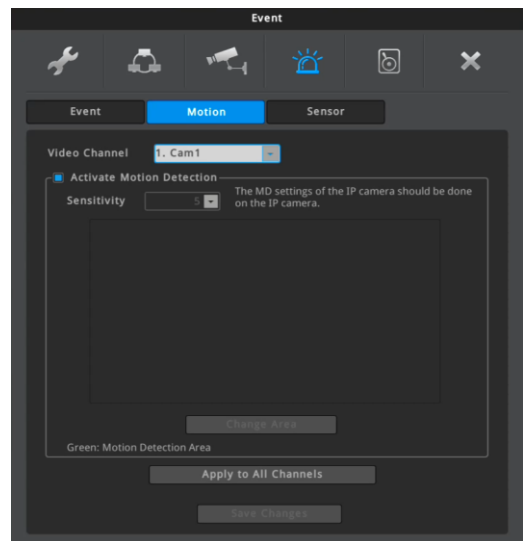 Event
Event Motion Sensor
Video Channel 1. Cam1
Activate Motion Detection
Sensitivity 5 The MD settings of the IP camera should be done
on the IP camera.
Change Area
Green: Motion Detection Area
Apply to All Channels
Save Changes